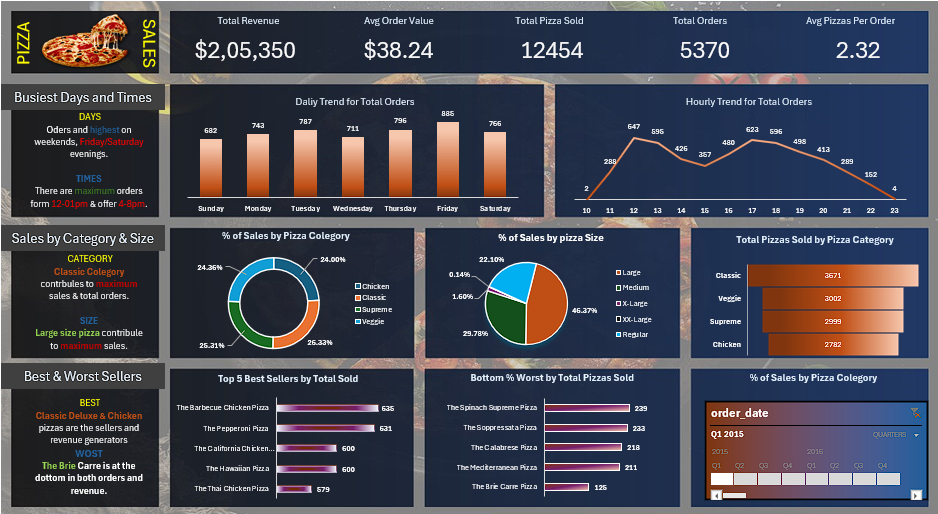 PIZZA
SALES
Total Revenue
$2,05,350
Avg Order Value
$38.24
Total Pizza Sold
12454
Total Orders
5370
Avg Pizzas Per Order
2.32
Busiest Days and Times
DAYS
Oders and highest on
weekends, Friday/Saturday
evenings.
TIMES
There are maximum orders
form 12-01pm & offer 4-8pm.
Daliy Trend for Total Orders
682
743
787
711
796
885
766
Sunday
Monday
Tuesday
Wednesday
Thursday
Friday
Saturday
Hourly Trend for Total Orders
2
288
647
595
426
357
480
623
596
498
413
289
152
4
10
11
12
13
14
15
16
17
18
19
20
21
22
23
Sales by Category & Size
CATEGORY
Classic Colegory
contrbules to maximum
sales & total orders.
SIZE
Large size pizza contribule
to maximum sales.
% of Sales by Pizza Colegory
24.36%
24.00%
25.31%
26.33%
Chicken
Classic
Supreme
Veggie
% of Sales by pizza Size
22.10%
0.14%
1.60%
29.78%
46.37%
Large
Medium
X-Large
XX-Large
Regular
Total Pizzas Sold by Pizza Category
Classic
3671
Veggie
3002
Supreme
2999
Chicken
2782
Best & Worst Sellers
BEST
Classic Deluxe & Chicken
pizzas are the sellers and
revenue generators
WOST
The Brie Carre is at the
dottom in both orders and
revenue.
Top 5 Best Sellers by Total Sold
The Barbecue Chicken Pizza
635
The Pepperoni Pizza
631
The California Chicken...
600
The Hawaiian Pizza
600
The Thai Chicken Pizza
579
Bottom % Worst by Total Pizzas Sold
The Spinach Supreme Pizza
239
The Soppressata Pizza
233
The Calabrese Pizza
218
The Mediterranean Pizza
211
The Brie Carre Pizza
125
% of Sales by Pizza Colegory
order_date
Q1 2015
QUARTERS
2015
2016
Q1
Q2
Q3
Q4
Q1
Q2
Q3
Q4